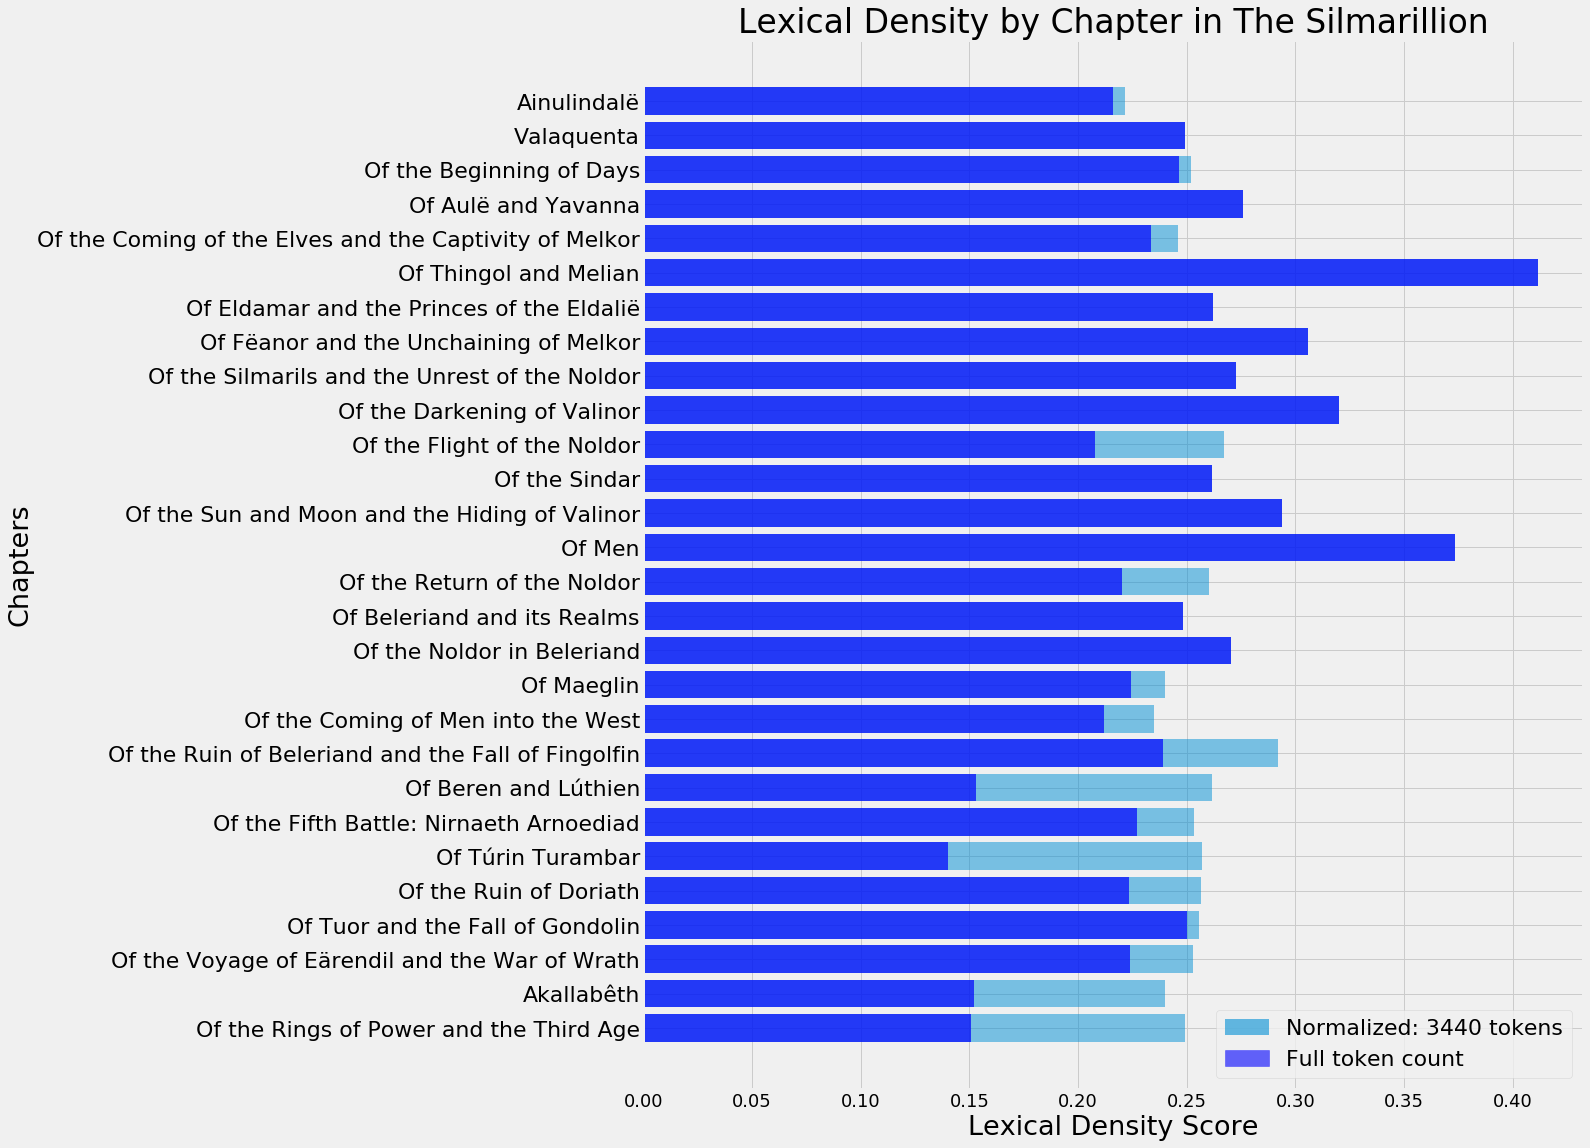 Lexical Density by Chapter in The Silmarillion
Chapters
Ainulindalë
Valaquenta
Of the Beginning of Days
Of Aulë and Yavanna
Of the Coming of the Elves and the Captivity of Melkor
Of Thingol and Melian
Of Eldamar and the Princes of the Eldalië
Of Fëanor and the Unchaining of Melkor
Of the Silmarils and the Unrest of the Noldor
Of the Darkening of Valinor
Of the Flight of the Noldor
Of the Sindar
Of the Sun and Moon and the Hiding of Valinor
Of Men
Of the Return of the Noldor
Of Beleriand and its Realms
Of the Noldor in Beleriand
Of Maeglin
Of the Coming of Men into the West
Of the Ruin of Beleriand and the Fall of Fingolfin
Of Beren and Lúthien
Of the Fifth Battle: Nirnaeth Arnoediad
Of Túrin Turambar
Of the Ruin of Doriath
Of Tuor and the Fall of Gondolin
Of the Voyage of Eärendil and the War of Wrath
Akallabêth
Of the Rings of Power and the Third Age
Normalized: 3440 tokens
Full token count
0.00 0.05 0.10 0.15 0.20 0.25 0.30 0.35 0.40
Lexical Density Score